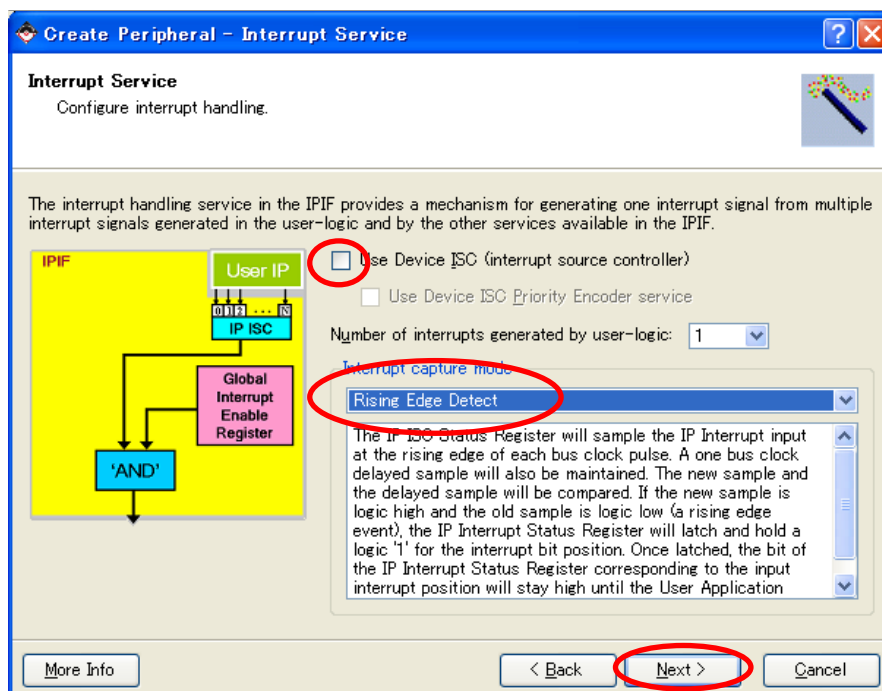 Create Peripheral - Interrupt Service
Interrupt Service
Configure interrupt handling.
The interrupt handling service in the IPIF provides a mechanism for generating one interrupt signal from multiple
interrupt signals generated in the user-logic and by the other services available in the IPIF.
IPIF
User IP
0 1 2 ... N
IP ISC
Global
Interrupt
Enable
Register
'AND'
Use Device ISC (interrupt source controller)
Use Device ISC Priority Encoder service
Number of interrupts generated by user-logic: 1
Interrupt capture mode
Rising Edge Detect
The IP ISC Status Register will sample the IP Interrupt input
at the rising edge of each bus clock pulse. A one bus clock
delayed sample will also be maintained. The new sample and
the delayed sample will be compared. If the new sample is
logic high and the old sample is logic low (a rising edge
event), the IP Interrupt Status Register will latch and hold a
logic '1' for the interrupt bit position. Once latched, the bit of
the IP Interrupt Status Register corresponding to the input
interrupt position will stay high until the User Application
More Info
< Back
Next >
Cancel